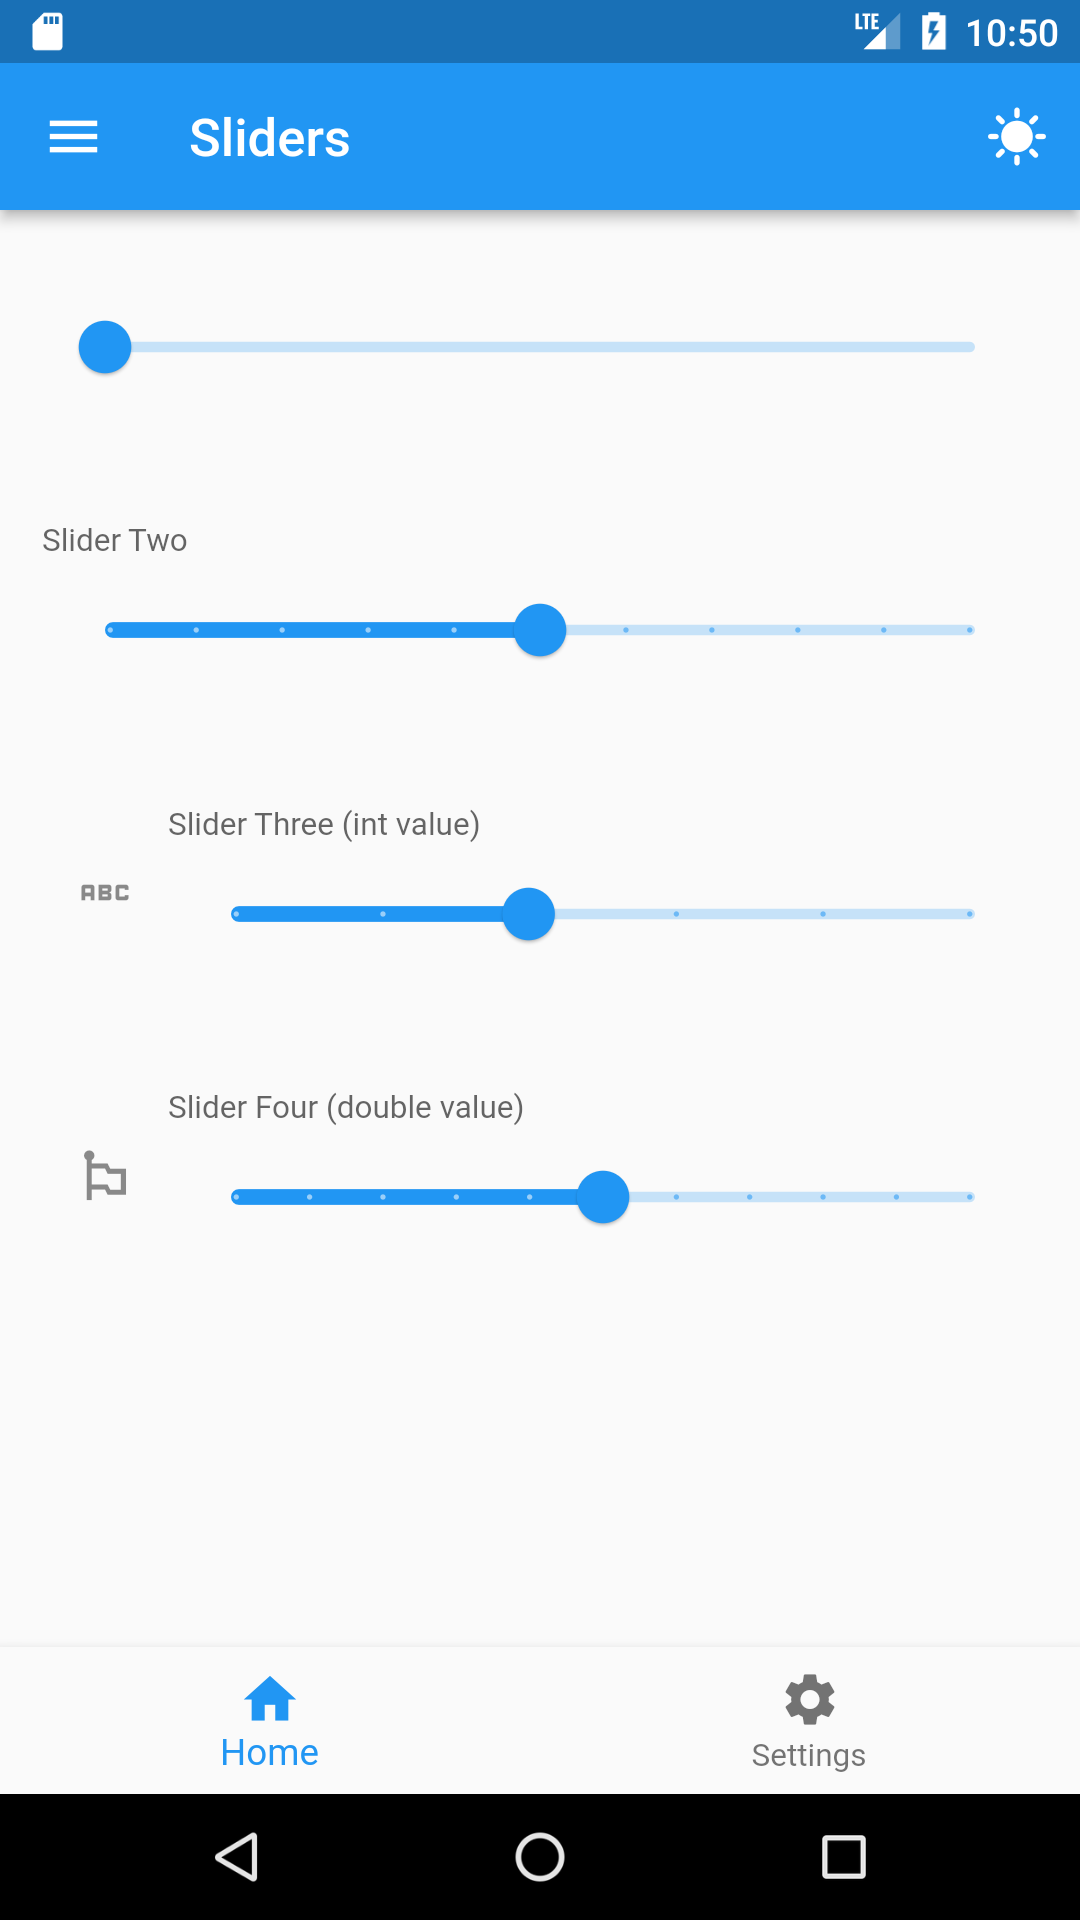 LTE 10:50
Sliders
Slider Two
Slider Three (int value)
ABC
Slider Four (double value)
Home
Settings